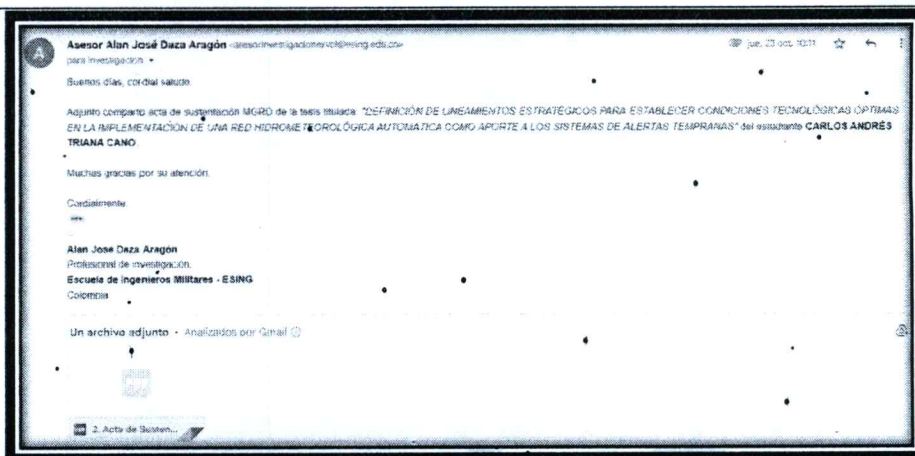 A
Asesor Alan José Daza Aragón
jue, 23 oct, 10:11
para Investigación
Buenos días, cordial saludo.
Adjunto comparto acta de sustentación MGRD de la tesis titulada: "DEFINICIÓN DE LINEAMIENTOS ESTRATÉGICOS PARA ESTABLECER CONDICIONES TECNOLÓGICAS ÓPTIMAS
EN LA IMPLEMENTACIÓN DE UNA RED HIDROMETEOROLÓGICA AUTOMÁTICA COMO APORTE A LOS SISTEMAS DE ALERTAS TEMPRANAS" del estudiante CARLOS ANDRÉS
TRIANA CANO.
Muchas gracias por su atención.
Cordialmente
Alan José Daza Aragón
Profesional de investigación.
Escuela de Ingenieros Militares - ESING
Colombia
Un archivo adjunto • Analizados por Gmail
2. Acta de Susten...